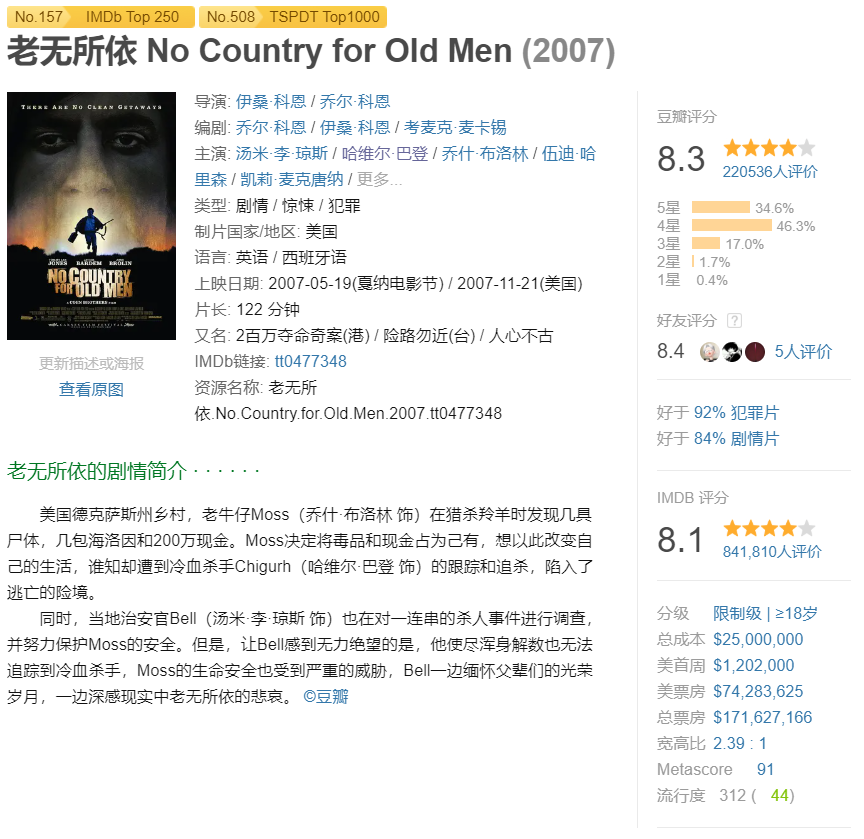 No.157 IMDb Top 250 No.508 TSPDT Top1000
老无所依 No Country for Old Men (2007)
THERE ARE NO CLEAN GETAWAYS
JONES BARDEM BROLIN
NO COUNTRY
FOR OLD MEN
更新描述或海报
查看原图
导演: 伊桑·科恩 / 乔尔·科恩
编剧: 乔尔·科恩 / 伊桑·科恩 / 考麦克·麦卡锡
主演: 汤米·李·琼斯 / 哈维尔·巴登 / 乔什·布洛林 / 伍迪·哈
里森 / 凯莉·麦克唐纳 / 更多...
类型: 剧情 / 惊悚 / 犯罪
制片国家/地区: 美国
语言: 英语 / 西班牙语
上映日期: 2007-05-19(戛纳电影节) / 2007-11-21(美国)
片长: 122 分钟
又名: 2百万夺命奇案(港) / 险路勿近(台) / 人心不古
IMDb链接: tt0477348
资源名称: 老无所
依.No.Country.for.Old.Men.2007.tt0477348
老无所依的剧情简介 · · · · · ·
美国德克萨斯州乡村，老牛仔Moss（乔什·布洛林 饰）在猎杀羚羊时发现几具
尸体，几包海洛因和200万现金。Moss决定将毒品和现金占为己有，想以此改变自
己的生活，谁知却遭到冷血杀手Chigurh（哈维尔·巴登 饰）的跟踪和追杀，陷入了
逃亡的险境。
同时，当地治安官Bell（汤米·李·琼斯 饰）也在对一连串的杀人事件进行调查，
并努力保护Moss的安全。但是，让Bell感到无力绝望的是，他使尽浑身解数也无法
追踪到冷血杀手，Moss的生命安全也受到严重的威胁，Bell一边缅怀父辈们的光荣
岁月，一边深感现实中老无所依的悲哀。 ©豆瓣
豆瓣评分
8.3
220536人评价
5星 34.6%
4星 46.3%
3星 17.0%
2星 1.7%
1星 0.4%
好友评分 ?
8.4 5人评价
好于 92% 犯罪片
好于 84% 剧情片
IMDB 评分
8.1
841,810人评价
分级 限制级 | ≥18岁
总成本 $25,000,000
美首周 $1,202,000
美票房 $74,283,625
总票房 $171,627,166
宽高比 2.39 : 1
Metascore 91
流行度 312 ( 44)